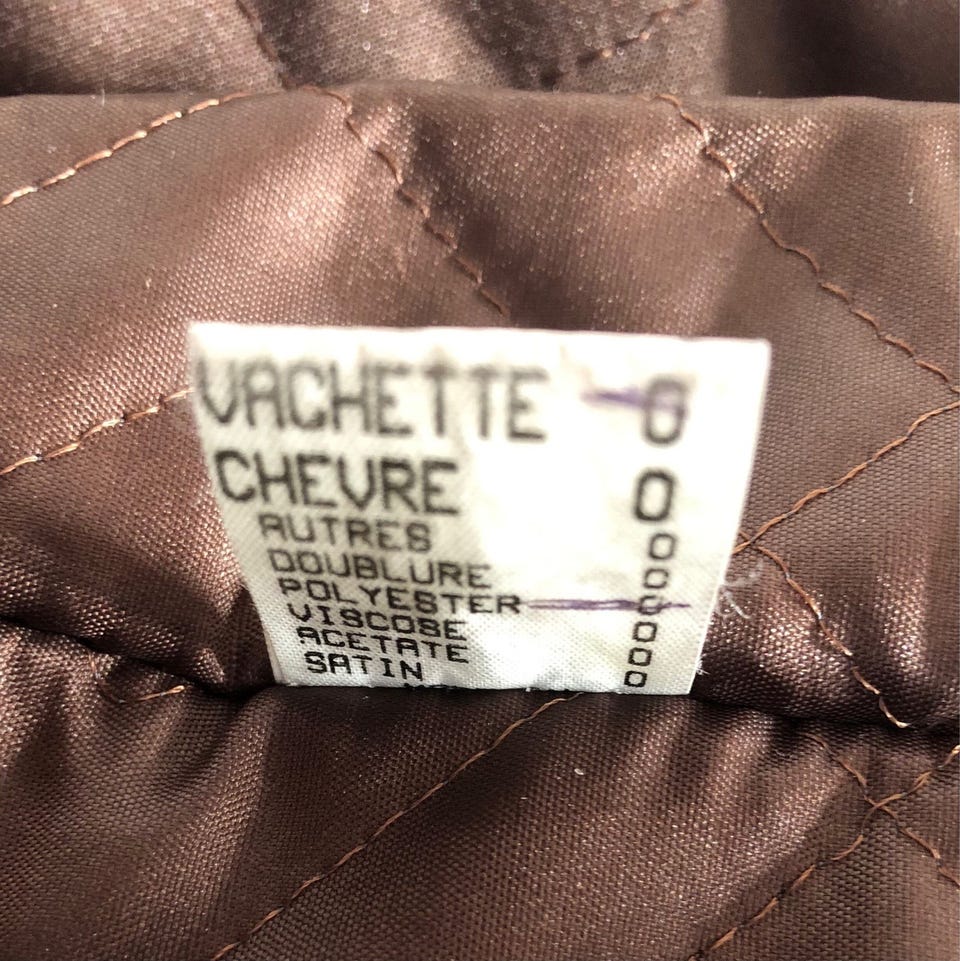 VACHETTE 0
CHEVRE 0
AUTRES 0
DOUBLURE 0
POLYESTER 0
VISCOSE 0
ACETATE 0
SATIN 0